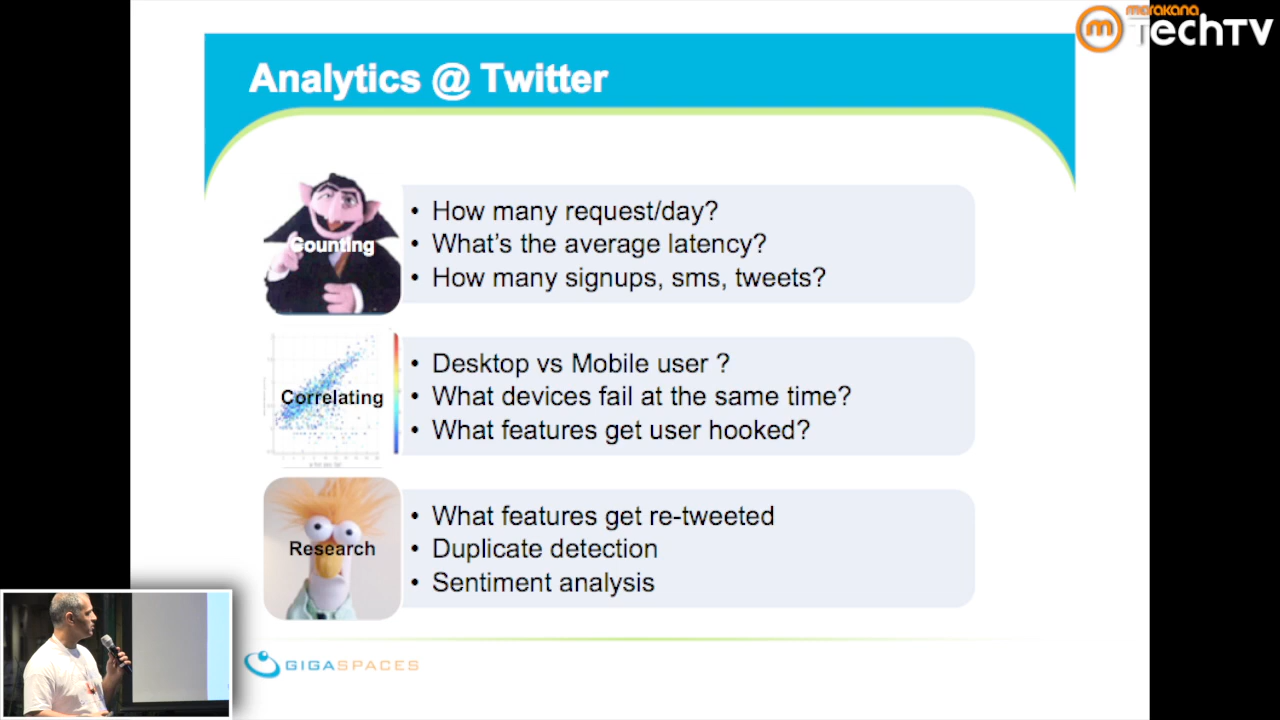 marakana
TechTV
Analytics @ Twitter
Counting
• How many request/day?
• What's the average latency?
• How many signups, sms, tweets?
Correlating
• Desktop vs Mobile user ?
• What devices fail at the same time?
• What features get user hooked?
Research
• What features get re-tweeted
• Duplicate detection
• Sentiment analysis
GIGASPACES